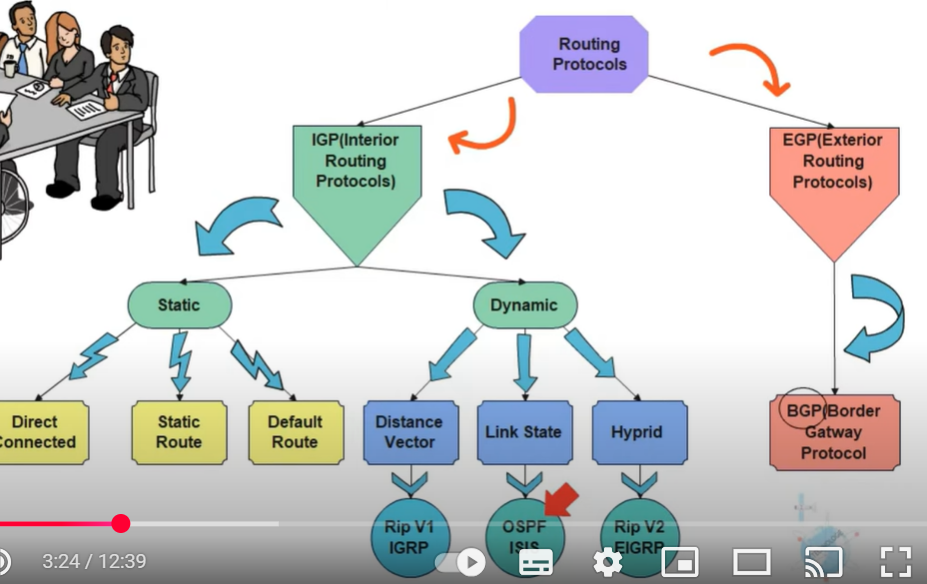 Routing
Protocols
IGP(Interior
Routing
Protocols)
EGP(Exterior
Routing
Protocols)
Static
Dynamic
Direct
Connected
Static
Route
Default
Route
Distance
Vector
Link State
Hyprid
BGP(Border
Gatway
Protocol
Rip V1
IGRP
OSPF
ISIS
Rip V2
EIGRP
3:24 / 12:39